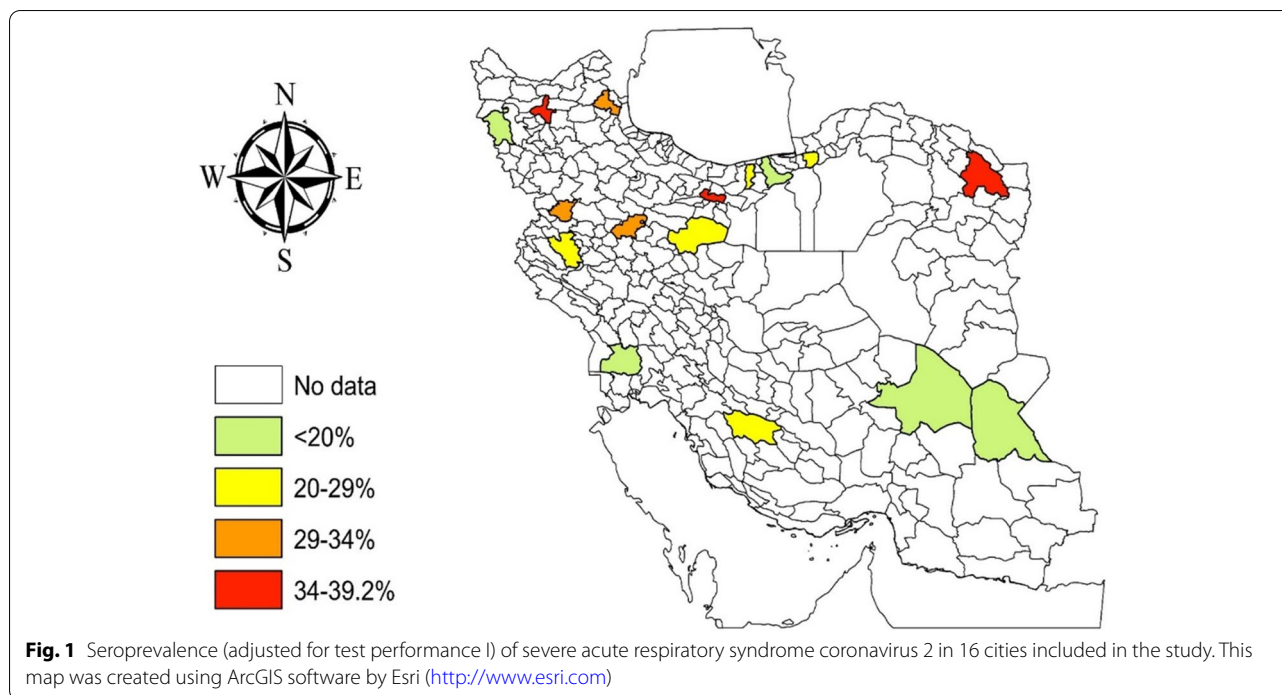 N
W E
S
No data
<20%
20-29%
29-34%
34-39.2%
Fig. 1 Seroprevalence (adjusted for test performance I) of severe acute respiratory syndrome coronavirus 2 in 16 cities included in the study. This
map was created using ArcGIS software by Esri (http://www.esri.com)